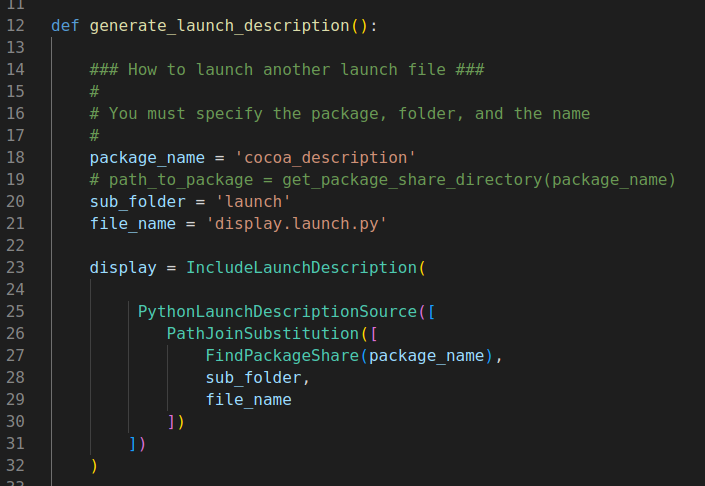 11
12 def generate_launch_description():
13
14 ### How to launch another launch file ###
15 #
16 # You must specify the package, folder, and the name
17 #
18 package_name = 'cocoa_description'
19 # path_to_package = get_package_share_directory(package_name)
20 sub_folder = 'launch'
21 file_name = 'display.launch.py'
22
23 display = IncludeLaunchDescription(
24
25 PythonLaunchDescriptionSource([
26 PathJoinSubstitution([
27 FindPackageShare(package_name),
28 sub_folder,
29 file_name
30 ])
31 ])
32 )
33